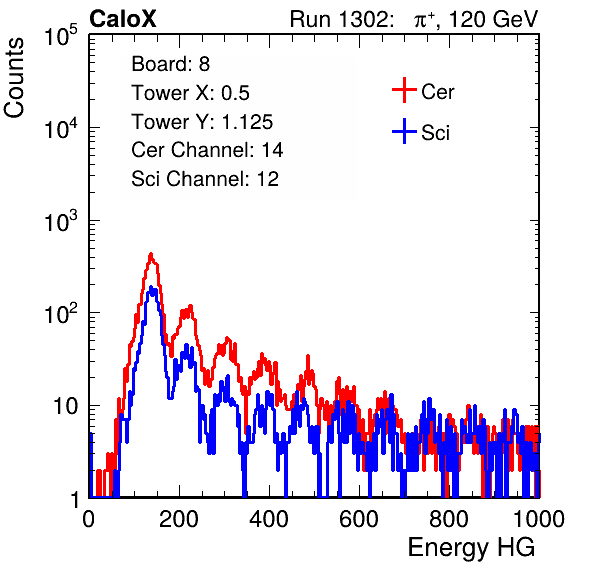 CaloX Run 1302: π⁺, 120 GeV
Counts
Board: 8
Tower X: 0.5
Tower Y: 1.125
Cer Channel: 14
Sci Channel: 12
Cer
Sci
10⁵
10⁴
10³
10²
10
1
0 200 400 600 800 1000
Energy HG